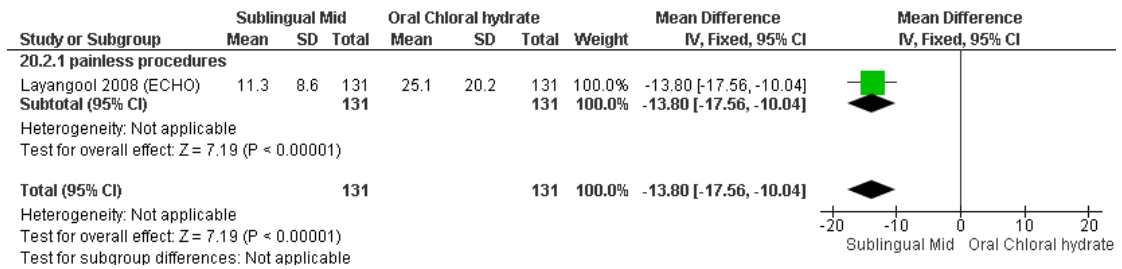 Sublingual Mid Oral Chloral hydrate Mean Difference Mean Difference
Study or Subgroup Mean SD Total Mean SD Total Weight IV, Fixed, 95% CI IV, Fixed, 95% CI
20.2.1 painless procedures
Layangool 2008 (ECHO) 11.3 8.6 131 25.1 20.2 131 100.0% -13.80 [-17.56, -10.04]
Subtotal (95% CI) 131 131 100.0% -13.80 [-17.56, -10.04]
Heterogeneity: Not applicable
Test for overall effect: Z = 7.19 (P < 0.00001)
Total (95% CI) 131 131 100.0% -13.80 [-17.56, -10.04]
Heterogeneity: Not applicable
Test for overall effect: Z = 7.19 (P < 0.00001)
Test for subgroup differences: Not applicable
-20 -10 0 10 20
Sublingual Mid Oral Chloral hydrate